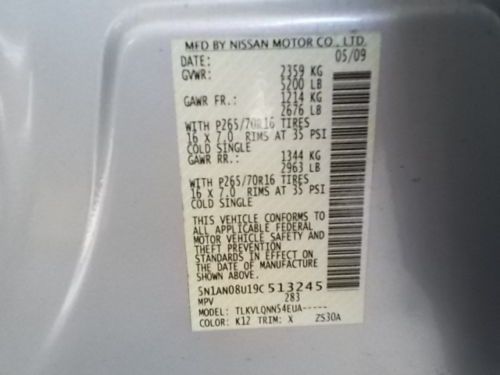 MFD BY NISSAN MOTOR CO., LTD.
DATE: 05/09
GVWR: 2359 KG
5200 LB
GAWR FR.: 1214 KG
2676 LB
WITH P265/70R16 TIRES
16 X 7.0 RIMS AT 35 PSI
COLD SINGLE
GAWR RR.: 1344 KG
2963 LB
WITH P265/70R16 TIRES
16 X 7.0 RIMS AT 35 PSI
COLD SINGLE
THIS VEHICLE CONFORMS TO
ALL APPLICABLE FEDERAL
MOTOR VEHICLE SAFETY AND
THEFT PREVENTION
STANDARDS IN EFFECT ON
THE DATE OF MANUFACTURE
SHOWN ABOVE.
5N1AN08U19C 513245
MPV 283
MODEL: TLKVLQNN54EUA-----
COLOR: K12 TRIM: X ZS30A